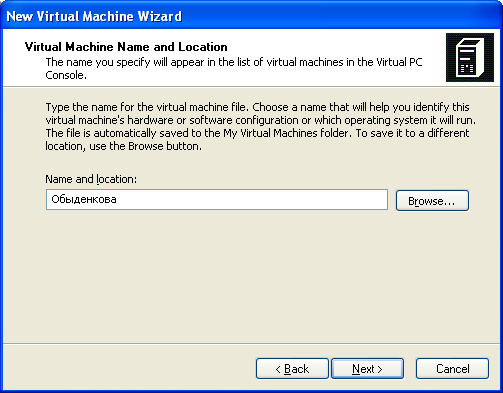 New Virtual Machine Wizard
Virtual Machine Name and Location
The name you specify will appear in the list of virtual machines in the Virtual PC
Console.
Type the name for the virtual machine file. Choose a name that will help you identify this
virtual machine's hardware or software configuration or which operating system it will run.
The file is automatically saved to the My Virtual Machines folder. To save it to a different
location, use the Browse button.
Name and location:
Обыденкова
Browse...
< Back
Next >
Cancel